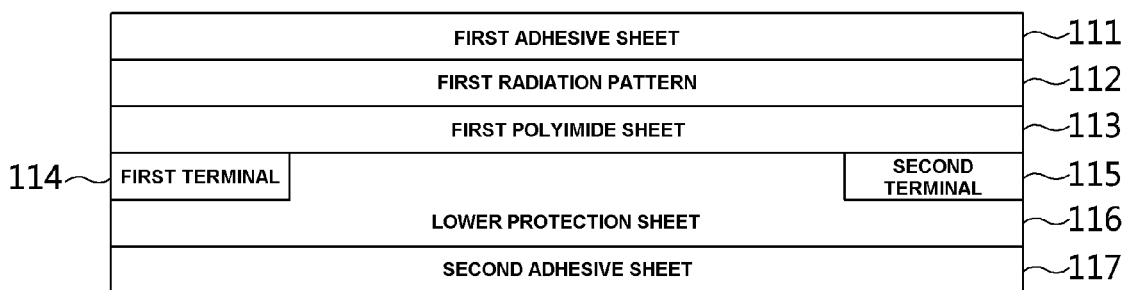 FIRST ADHESIVE SHEET 111
FIRST RADIATION PATTERN 112
FIRST POLYIMIDE SHEET 113
114 FIRST TERMINAL
SECOND
TERMINAL 115
LOWER PROTECTION SHEET 116
SECOND ADHESIVE SHEET 117